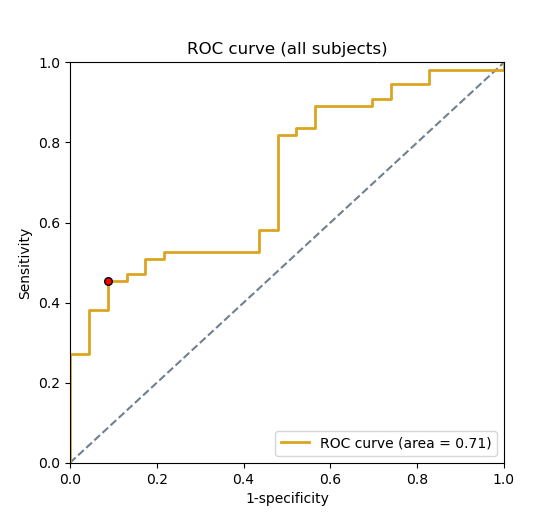 ROC curve (all subjects)
1.0
0.8
0.6
0.4
0.2
0.0
Sensitivity
ROC curve (area = 0.71)
0.0 0.2 0.4 0.6 0.8 1.0
1-specificity